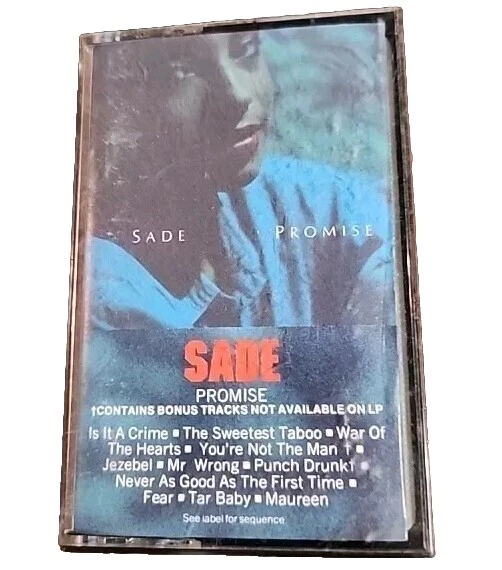 SADE PROMISE
SADE
PROMISE
†CONTAINS BONUS TRACKS NOT AVAILABLE ON LP
Is It A Crime ▪ The Sweetest Taboo ▪ War Of
The Hearts ▪ You're Not The Man † ▪
Jezebel ▪ Mr Wrong ▪ Punch Drunk† ▪
Never As Good As The First Time ▪
Fear ▪ Tar Baby ▪ Maureen
See label for sequence